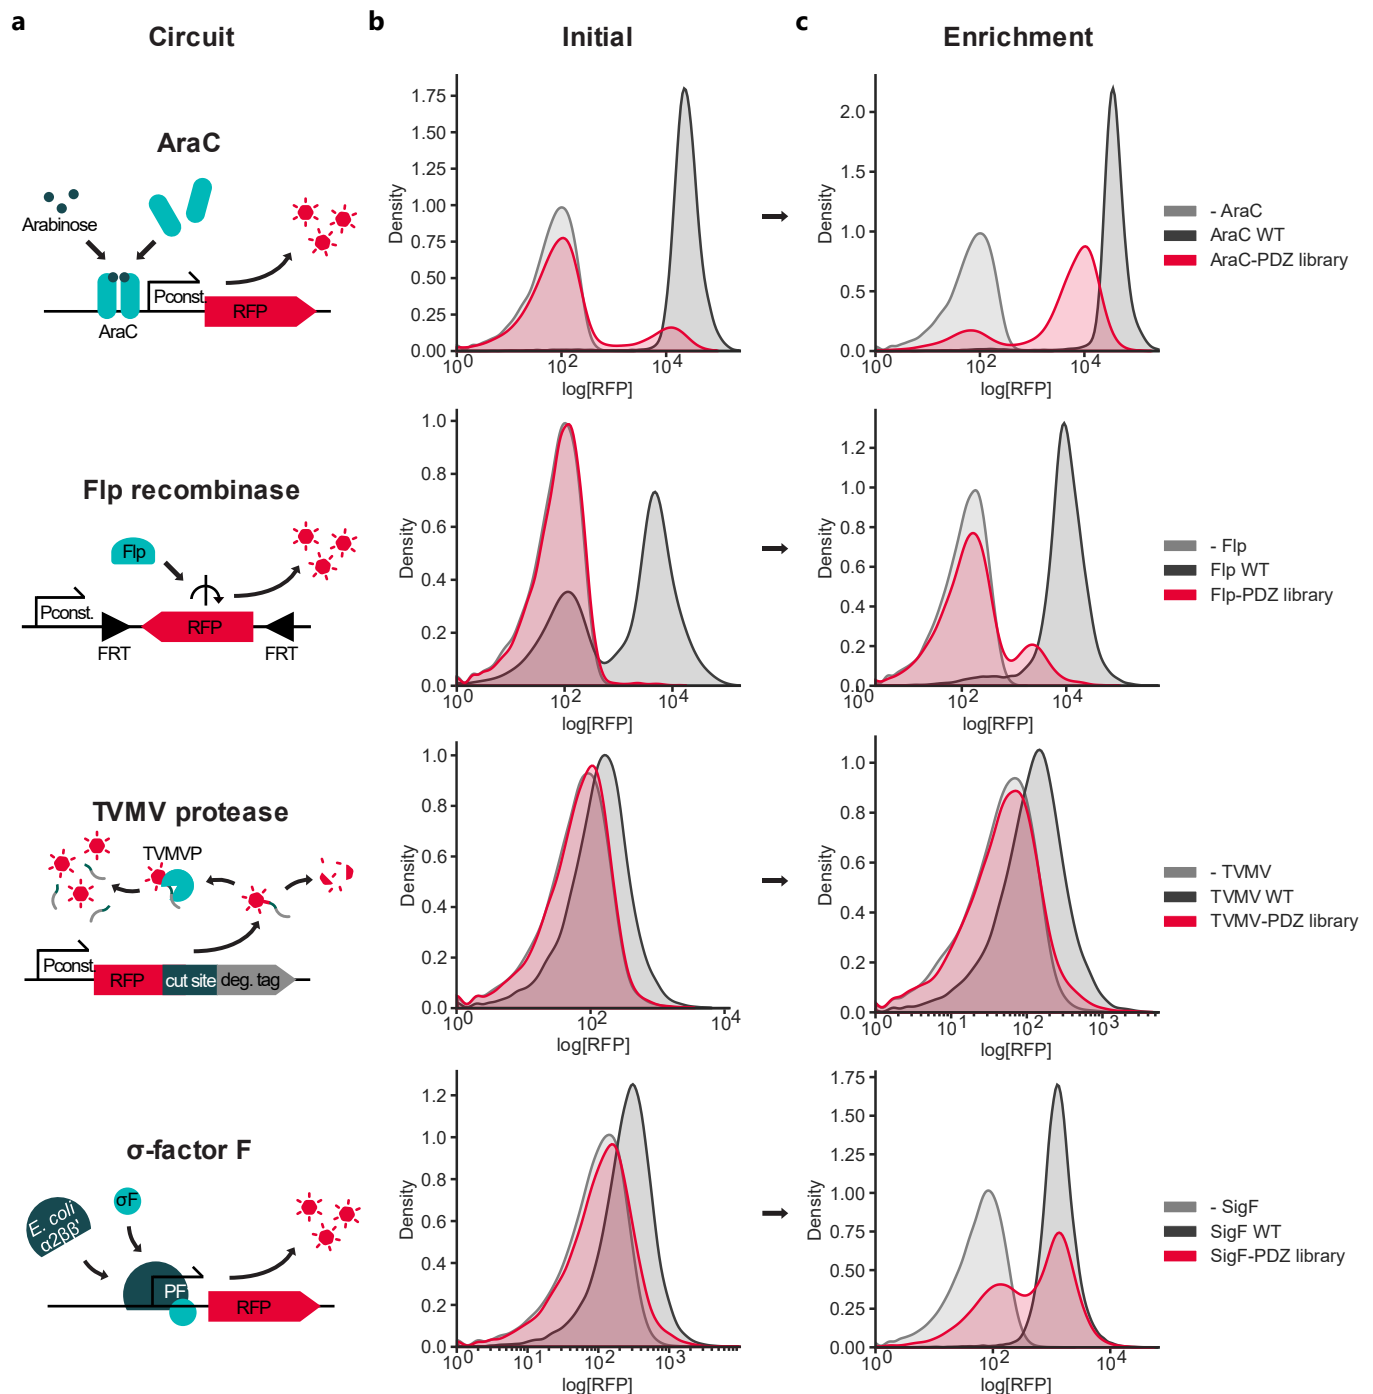 a
Circuit
b
Initial
c
Enrichment
AraC
Arabinose
AraC
Pconst.
RFP
Density
1.75
1.50
1.25
1.00
0.75
0.50
0.25
0.00
10^0
10^2
10^4
log[RFP]
Density
2.0
1.5
1.0
0.5
0.0
10^0
10^2
10^4
log[RFP]
- AraC
AraC WT
AraC-PDZ library
Flp recombinase
Flp
Pconst.
RFP
FRT
FRT
Density
1.0
0.8
0.6
0.4
0.2
0.0
10^0
10^2
10^4
log[RFP]
Density
1.2
1.0
0.8
0.6
0.4
0.2
0.0
10^0
10^2
10^4
log[RFP]
- Flp
Flp WT
Flp-PDZ library
TVMV protease
TVMVP
Pconst.
RFP
cut site
deg. tag
Density
1.0
0.8
0.6
0.4
0.2
0.0
10^0
10^2
10^4
log[RFP]
Density
1.0
0.8
0.6
0.4
0.2
0.0
10^0
10^1
10^2
10^3
log[RFP]
- TVMV
TVMV WT
TVMV-PDZ library
σ-factor F
E. coli
α2ββ'
σF
PF
RFP
Density
1.2
1.0
0.8
0.6
0.4
0.2
0.0
10^0
10^1
10^2
10^3
log[RFP]
Density
1.75
1.50
1.25
1.00
0.75
0.50
0.25
0.00
10^0
10^2
10^4
log[RFP]
- SigF
SigF WT
SigF-PDZ library